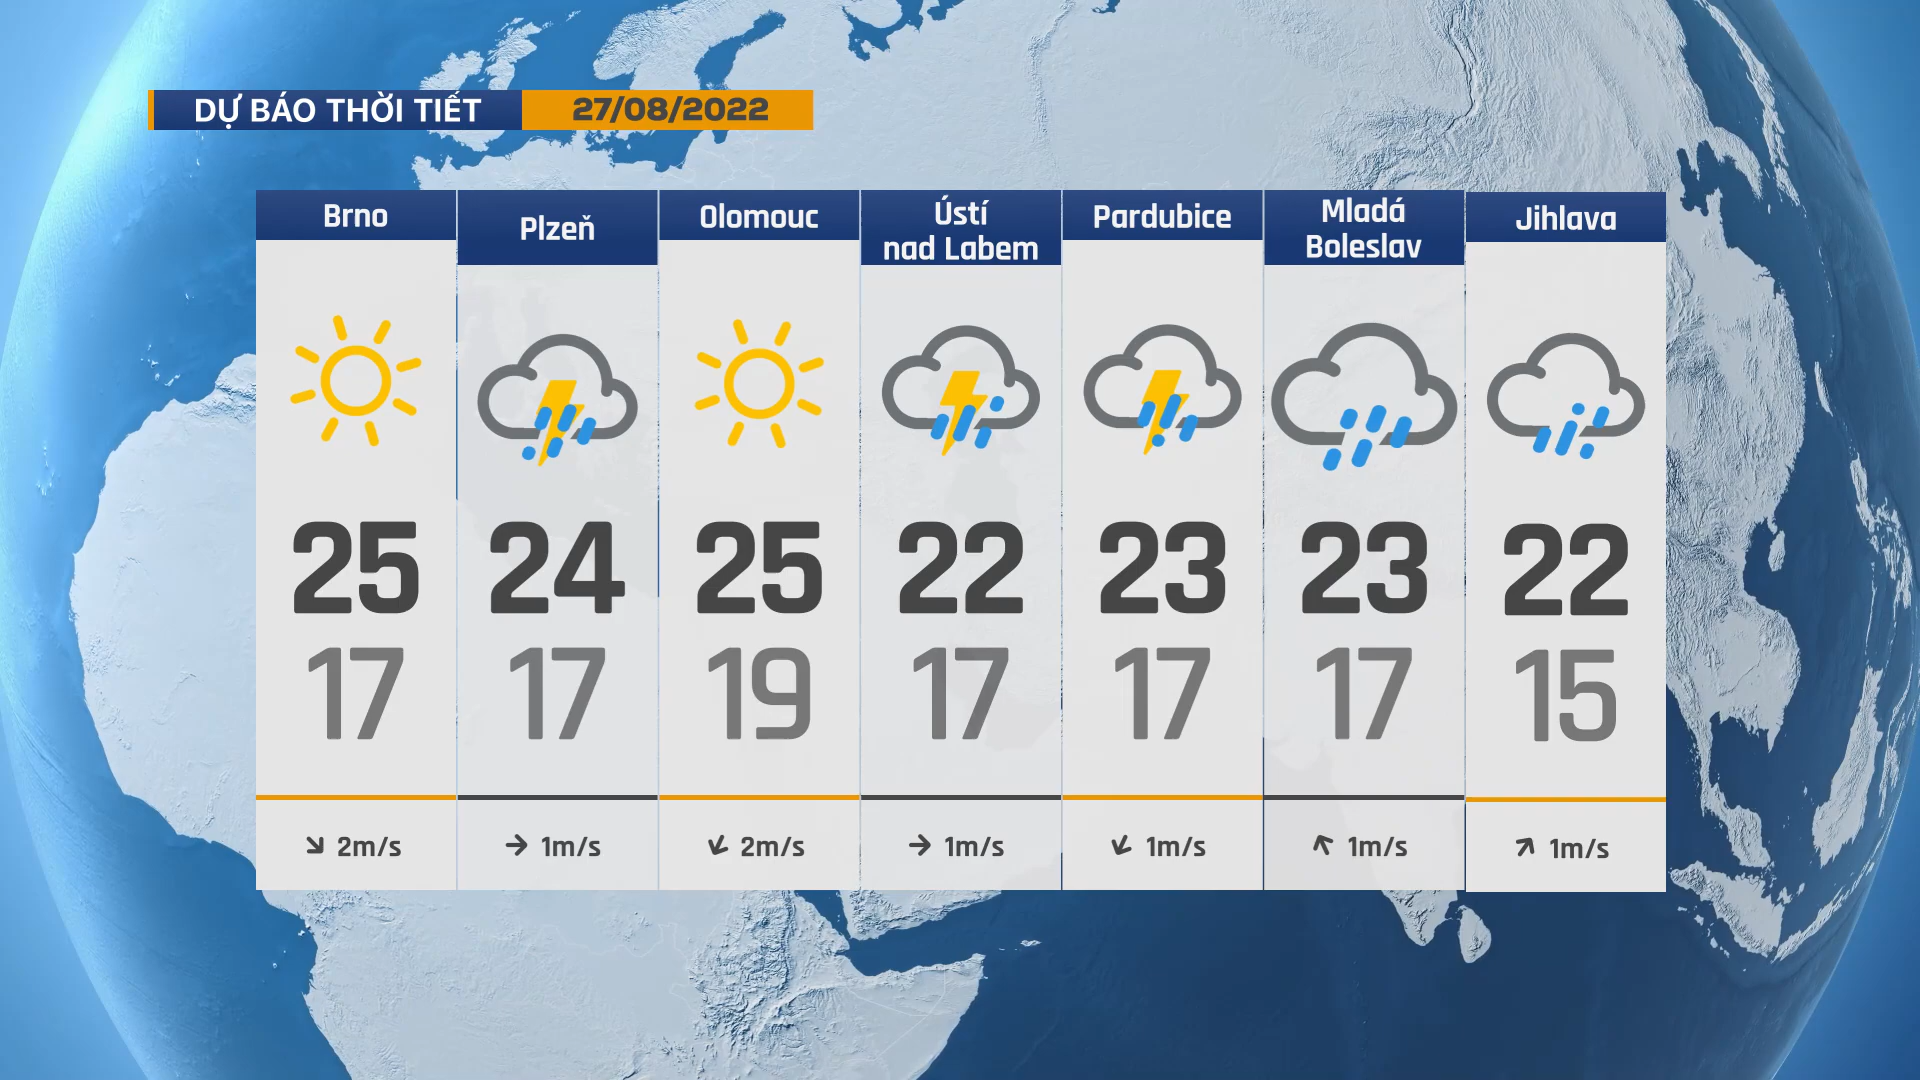 DỰ BÁO THỜI TIẾT 27/08/2022
Brno Plzeň Olomouc Ústí nad Labem Pardubice Mladá Boleslav Jihlava
25 24 25 22 23 23 22
17 17 19 17 17 17 15
2m/s 1m/s 2m/s 1m/s 1m/s 1m/s 1m/s